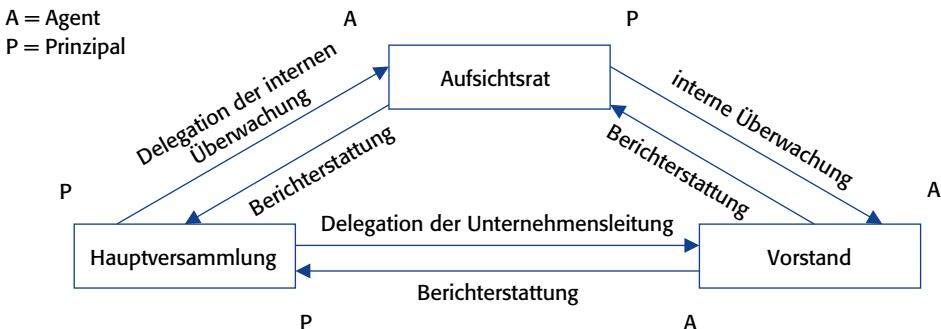 A = Agent
P = Prinzipal
A
P
Delegation der internen
Überwachung
Aufsichtsrat
interne Überwachung
Berichterstattung
Berichterstattung
P
A
Hauptversammlung
Delegation der Unternehmensleitung
Vorstand
Berichterstattung
P
A